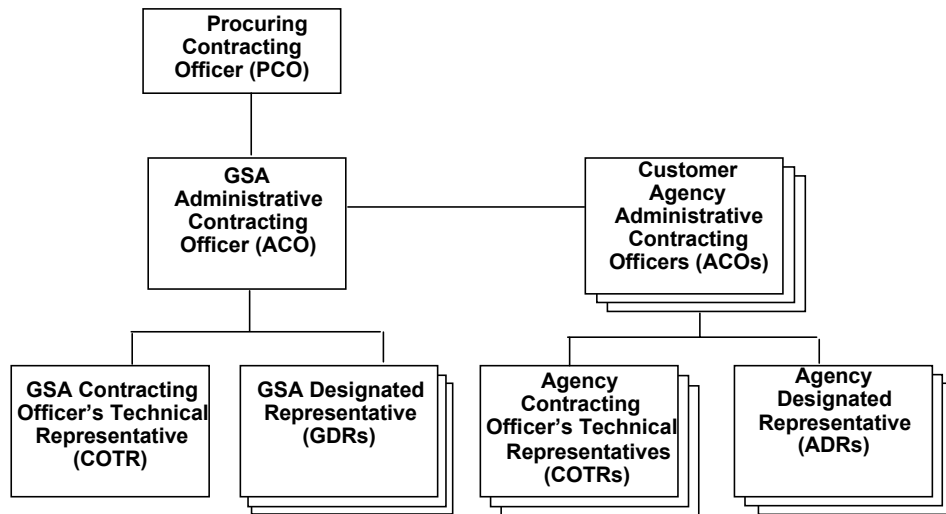 Procuring
Contracting
Officer (PCO)
GSA
Administrative
Contracting
Officer (ACO)
Customer
Agency
Administrative
Contracting
Officers (ACOs)
GSA Contracting
Officer's Technical
Representative
(COTR)
GSA Designated
Representative
(GDRs)
Agency
Contracting
Officer's Technical
Representatives
(COTRs)
Agency
Designated
Representative
(ADRs)